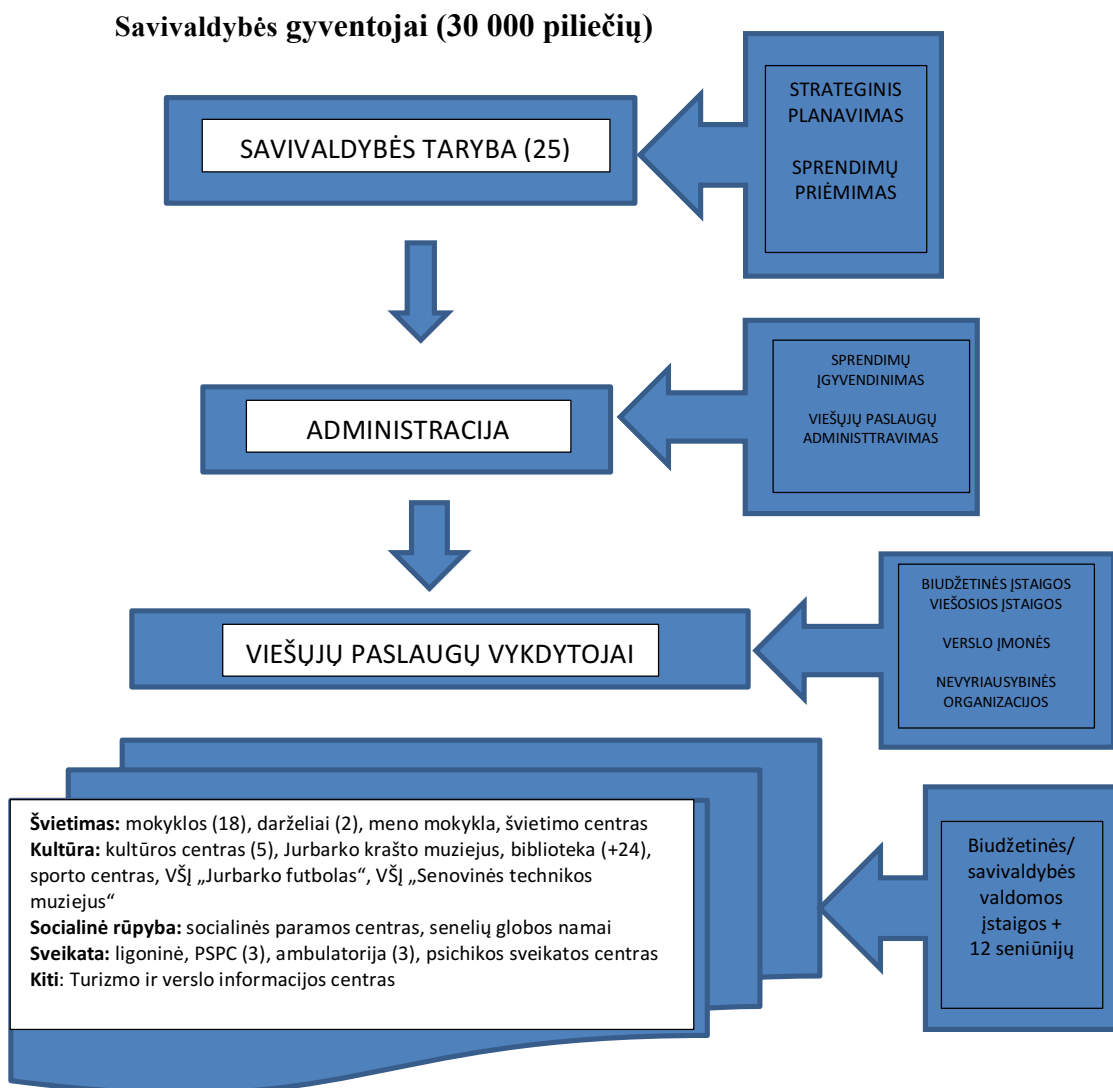 Savivaldybės gyventojai (30 000 piliečių)
STRATEGINIS
PLANAVIMAS
SPRENDIMŲ
PRIĖMIMAS
SAVIVALDYBĖS TARYBA (25)
SPRENDIMŲ
ĮGYVENDINIMAS
VIEŠŲJŲ PASLAUGŲ
ADMINISTTRAVIMAS
ADMINISTRACIJA
BIUDŽETINĖS ĮSTAIGOS
VIEŠOSIOS ĮSTAIGOS
VERSLO ĮMONĖS
NEVYRIAUSYBINĖS
ORGANIZACIJOS
VIEŠŲJŲ PASLAUGŲ VYKDYTOJAI
Švietimas: mokyklos (18), darželiai (2), meno mokykla, švietimo centras
Kultūra: kultūros centras (5), Jurbarko krašto muziejus, biblioteka (+24),
sporto centras, VŠĮ „Jurbarko futbolas“, VŠĮ „Senovinės technikos
muziejus“
Socialinė rūpyba: socialinės paramos centras, senelių globos namai
Sveikata: ligoninė, PSPC (3), ambulatorija (3), psichikos sveikatos centras
Kiti: Turizmo ir verslo informacijos centras
Biudžetinės/
savivaldybės
valdomos
įstaigos +
12 seniūnijų